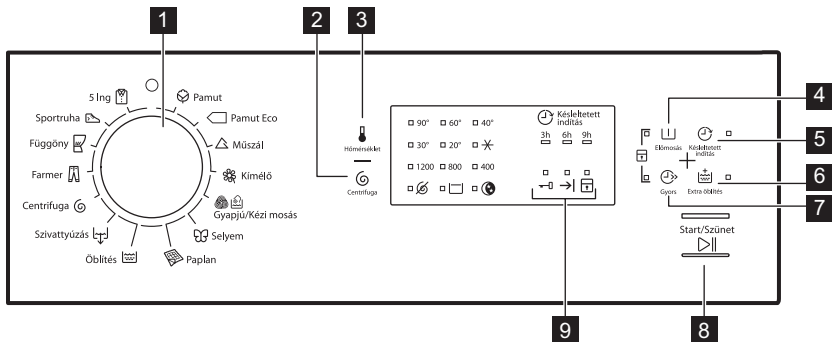 1
2
3
4
5
6
7
8
9
5 Ing
Sportruha
Függöny
Farmer
Centrifuga
Szivattyúzás
Öblítés
Pamut
Pamut Eco
Műszál
Kímélő
Gyapjú/Kézi mosás
Selyem
Paplan
Hőmérséklet
Centrifuga
90° 60° 40°
30° 20°
1200 800 400
Késleltetett
indítás
3h 6h 9h
Előmosás
Késleltetett
indítás
Gyors
Extra öblítés
Start/Szünet